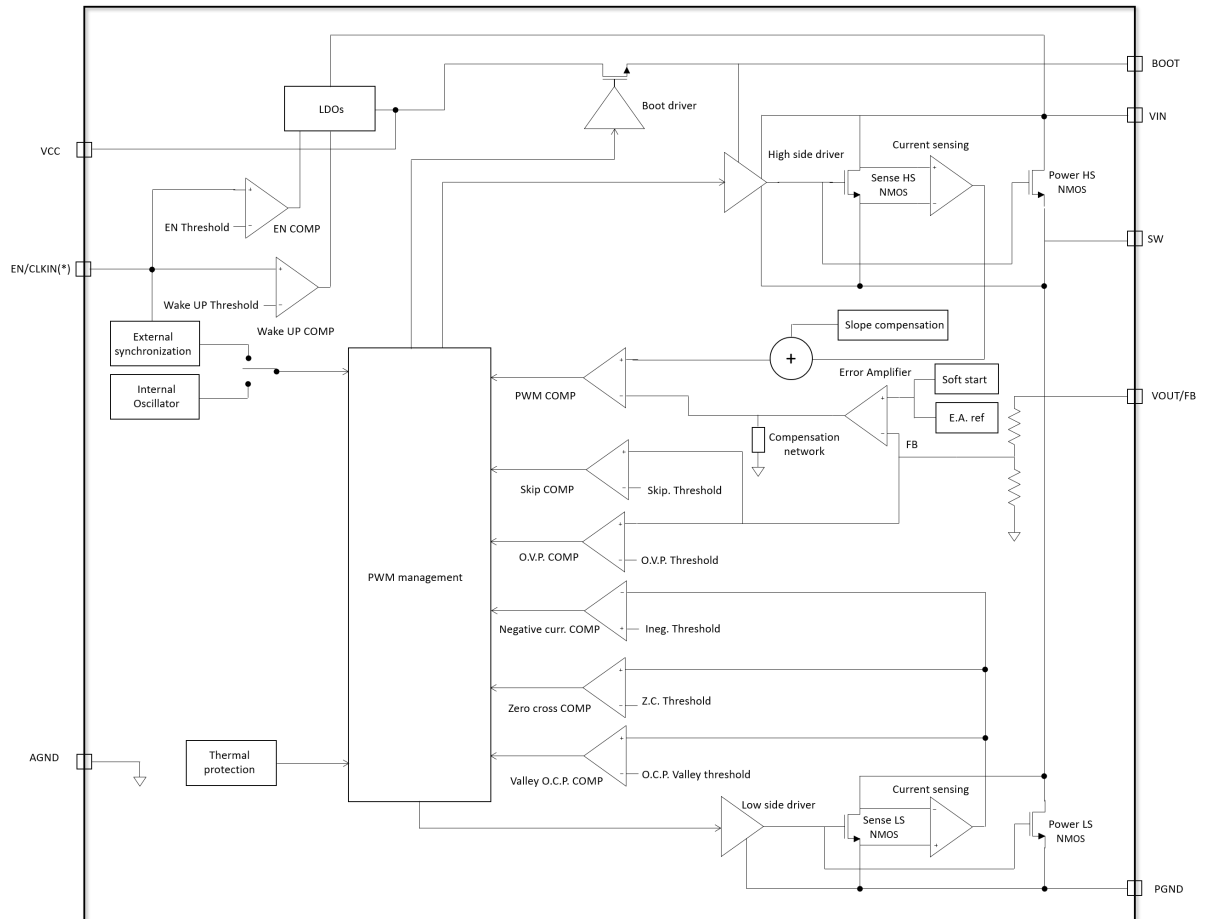 BOOT
LDOs
Boot driver
VIN
VCC
High side driver
Current sensing
Sense HS
NMOS
Power HS
NMOS
+
−
+
−
EN Threshold
EN COMP
SW
EN/CLKIN(*)
+
−
Wake UP Threshold
Wake UP COMP
External
synchronization
Internal
Oscillator
Slope compensation
+
+
−
PWM COMP
Error Amplifier
Soft start
E.A. ref
+
−
FB
VOUT/FB
Compensation
network
+
−
Skip COMP
Skip. Threshold
+
−
O.V.P. COMP
O.V.P. Threshold
PWM management
−
+
Negative curr. COMP
Ineg. Threshold
+
−
Zero cross COMP
Z.C. Threshold
+
−
Valley O.C.P. COMP
O.C.P. Valley threshold
AGND
Thermal
protection
Low side driver
Current sensing
Sense LS
NMOS
−
+
Power LS
NMOS
PGND